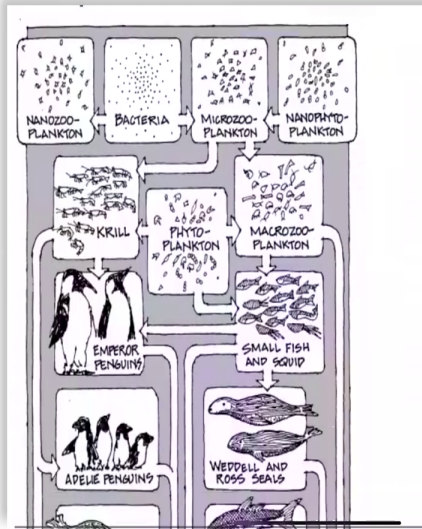 NANOZOO-
PLANKTON
BACTERIA
MICROZOO-
PLANKTON
NANOPHYTO-
PLANKTON
KRILL
PHYTO-
PLANKTON
MACROZOO-
PLANKTON
EMPEROR
PENGUINS
SMALL FISH
AND SQUID
ADELIE PENGUINS
WEDDELL AND
ROSS SEALS